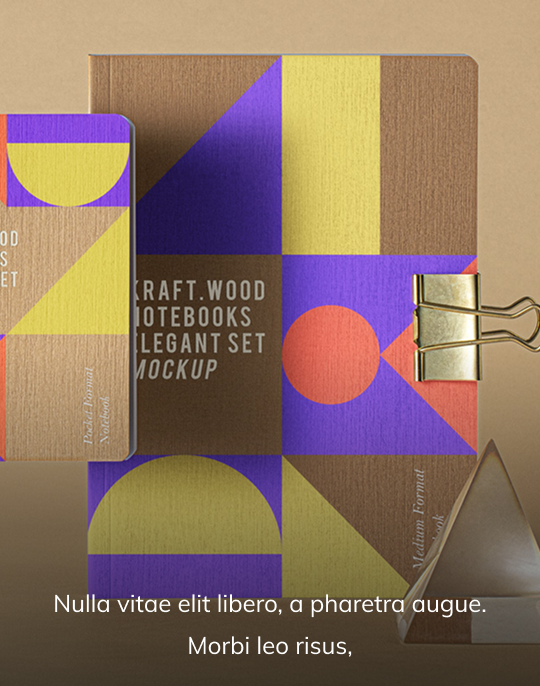 OD
S
ET
Pocket Format
Notebook
KRAFT.WOOD
NOTEBOOKS
ELEGANT SET
MOCKUP
Medium Format
Nulla vitae elit libero, a pharetra augue.
Morbi leo risus,